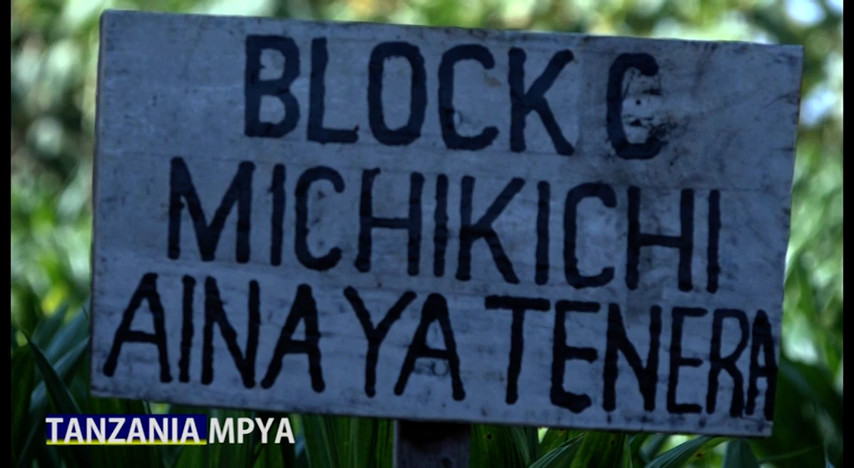 BLOCK C
MICHIKICHI
AINA YA TENERA
TANZANIA MPYA